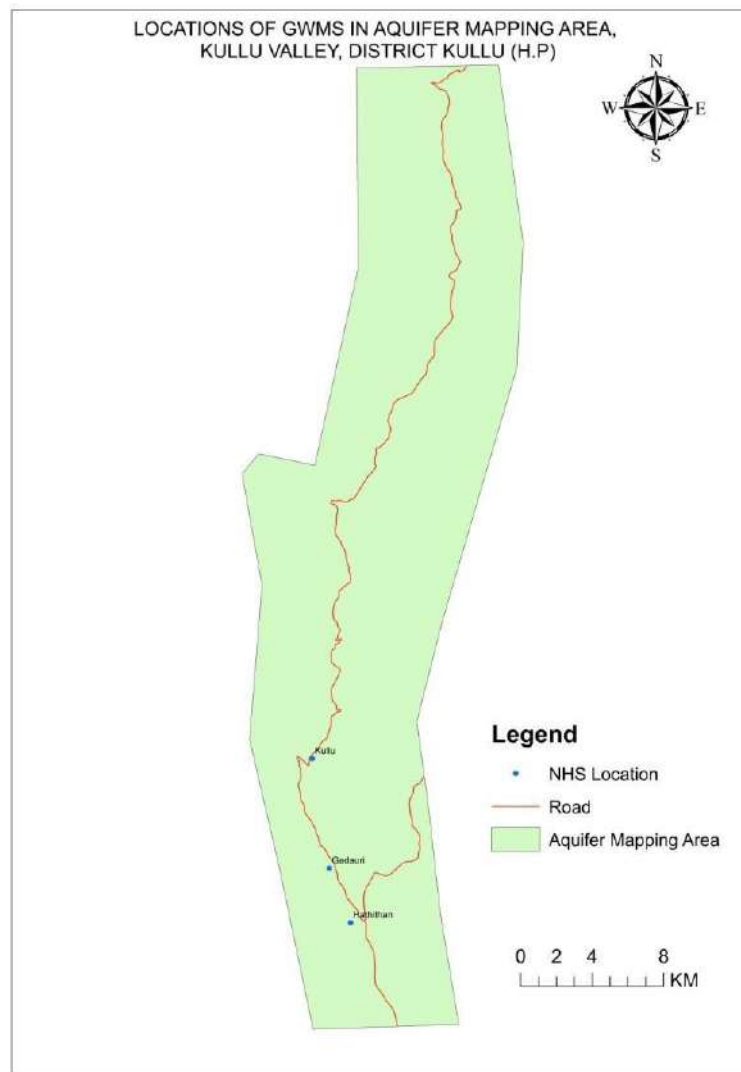 LOCATIONS OF GWMS IN AQUIFER MAPPING AREA,
KULLU VALLEY, DISTRICT KULLU (H.P)
N
W E
S
Kullu
Gadauri
Hathithan
Legend
NHS Location
Road
Aquifer Mapping Area
0 2 4 8
KM